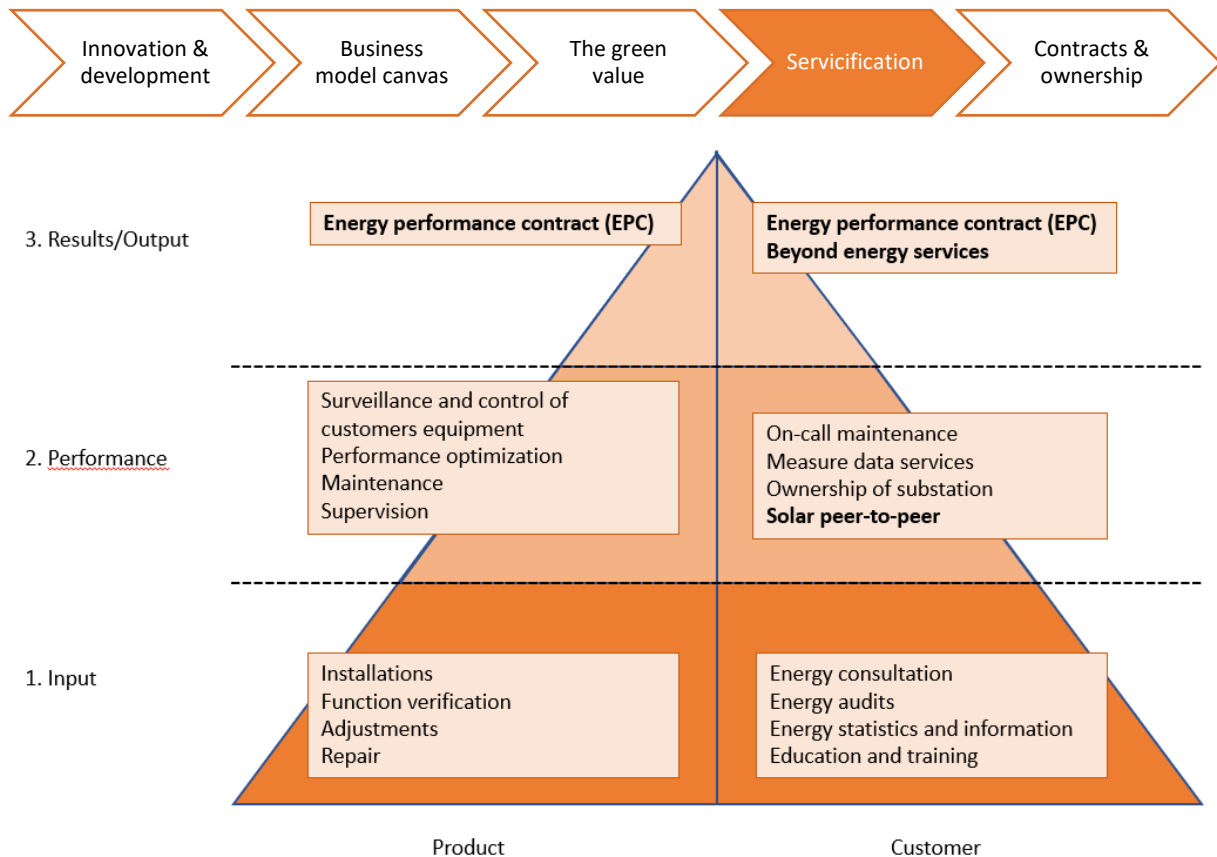 Innovation &
development
Business
model canvas
The green
value
Servicification
Contracts &
ownership
3. Results/Output
Energy performance contract (EPC)
Energy performance contract (EPC)
Beyond energy services
2. Performance
Surveillance and control of
customers equipment
Performance optimization
Maintenance
Supervision
On-call maintenance
Measure data services
Ownership of substation
Solar peer-to-peer
1. Input
Installations
Function verification
Adjustments
Repair
Energy consultation
Energy audits
Energy statistics and information
Education and training
Product
Customer